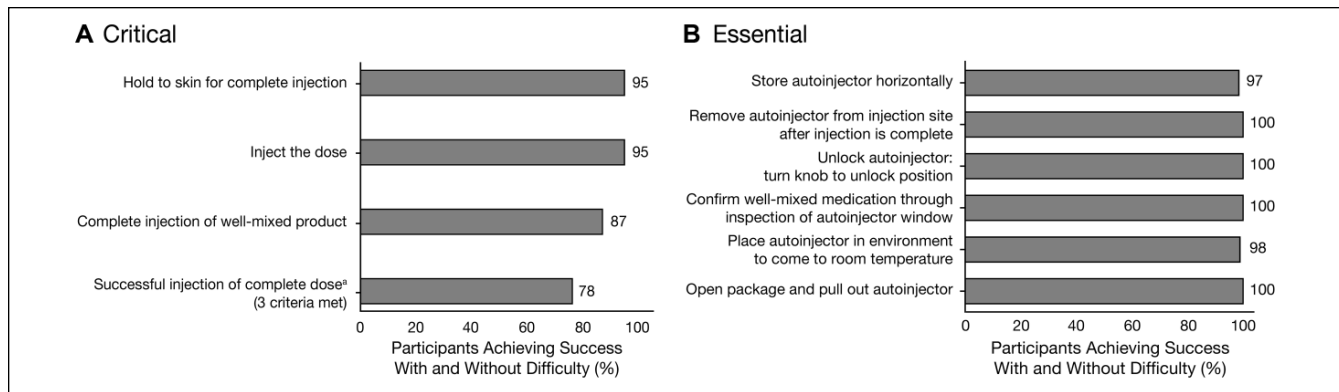 A Critical
Hold to skin for complete injection
95
Inject the dose
95
Complete injection of well-mixed product
87
Successful injection of complete doseᵃ
(3 criteria met)
78
0 20 40 60 80 100
Participants Achieving Success
With and Without Difficulty (%)
B Essential
Store autoinjector horizontally
97
Remove autoinjector from injection site
after injection is complete
100
Unlock autoinjector:
turn knob to unlock position
100
Confirm well-mixed medication through
inspection of autoinjector window
100
Place autoinjector in environment
to come to room temperature
98
Open package and pull out autoinjector
100
0 20 40 60 80 100
Participants Achieving Success
With and Without Difficulty (%)